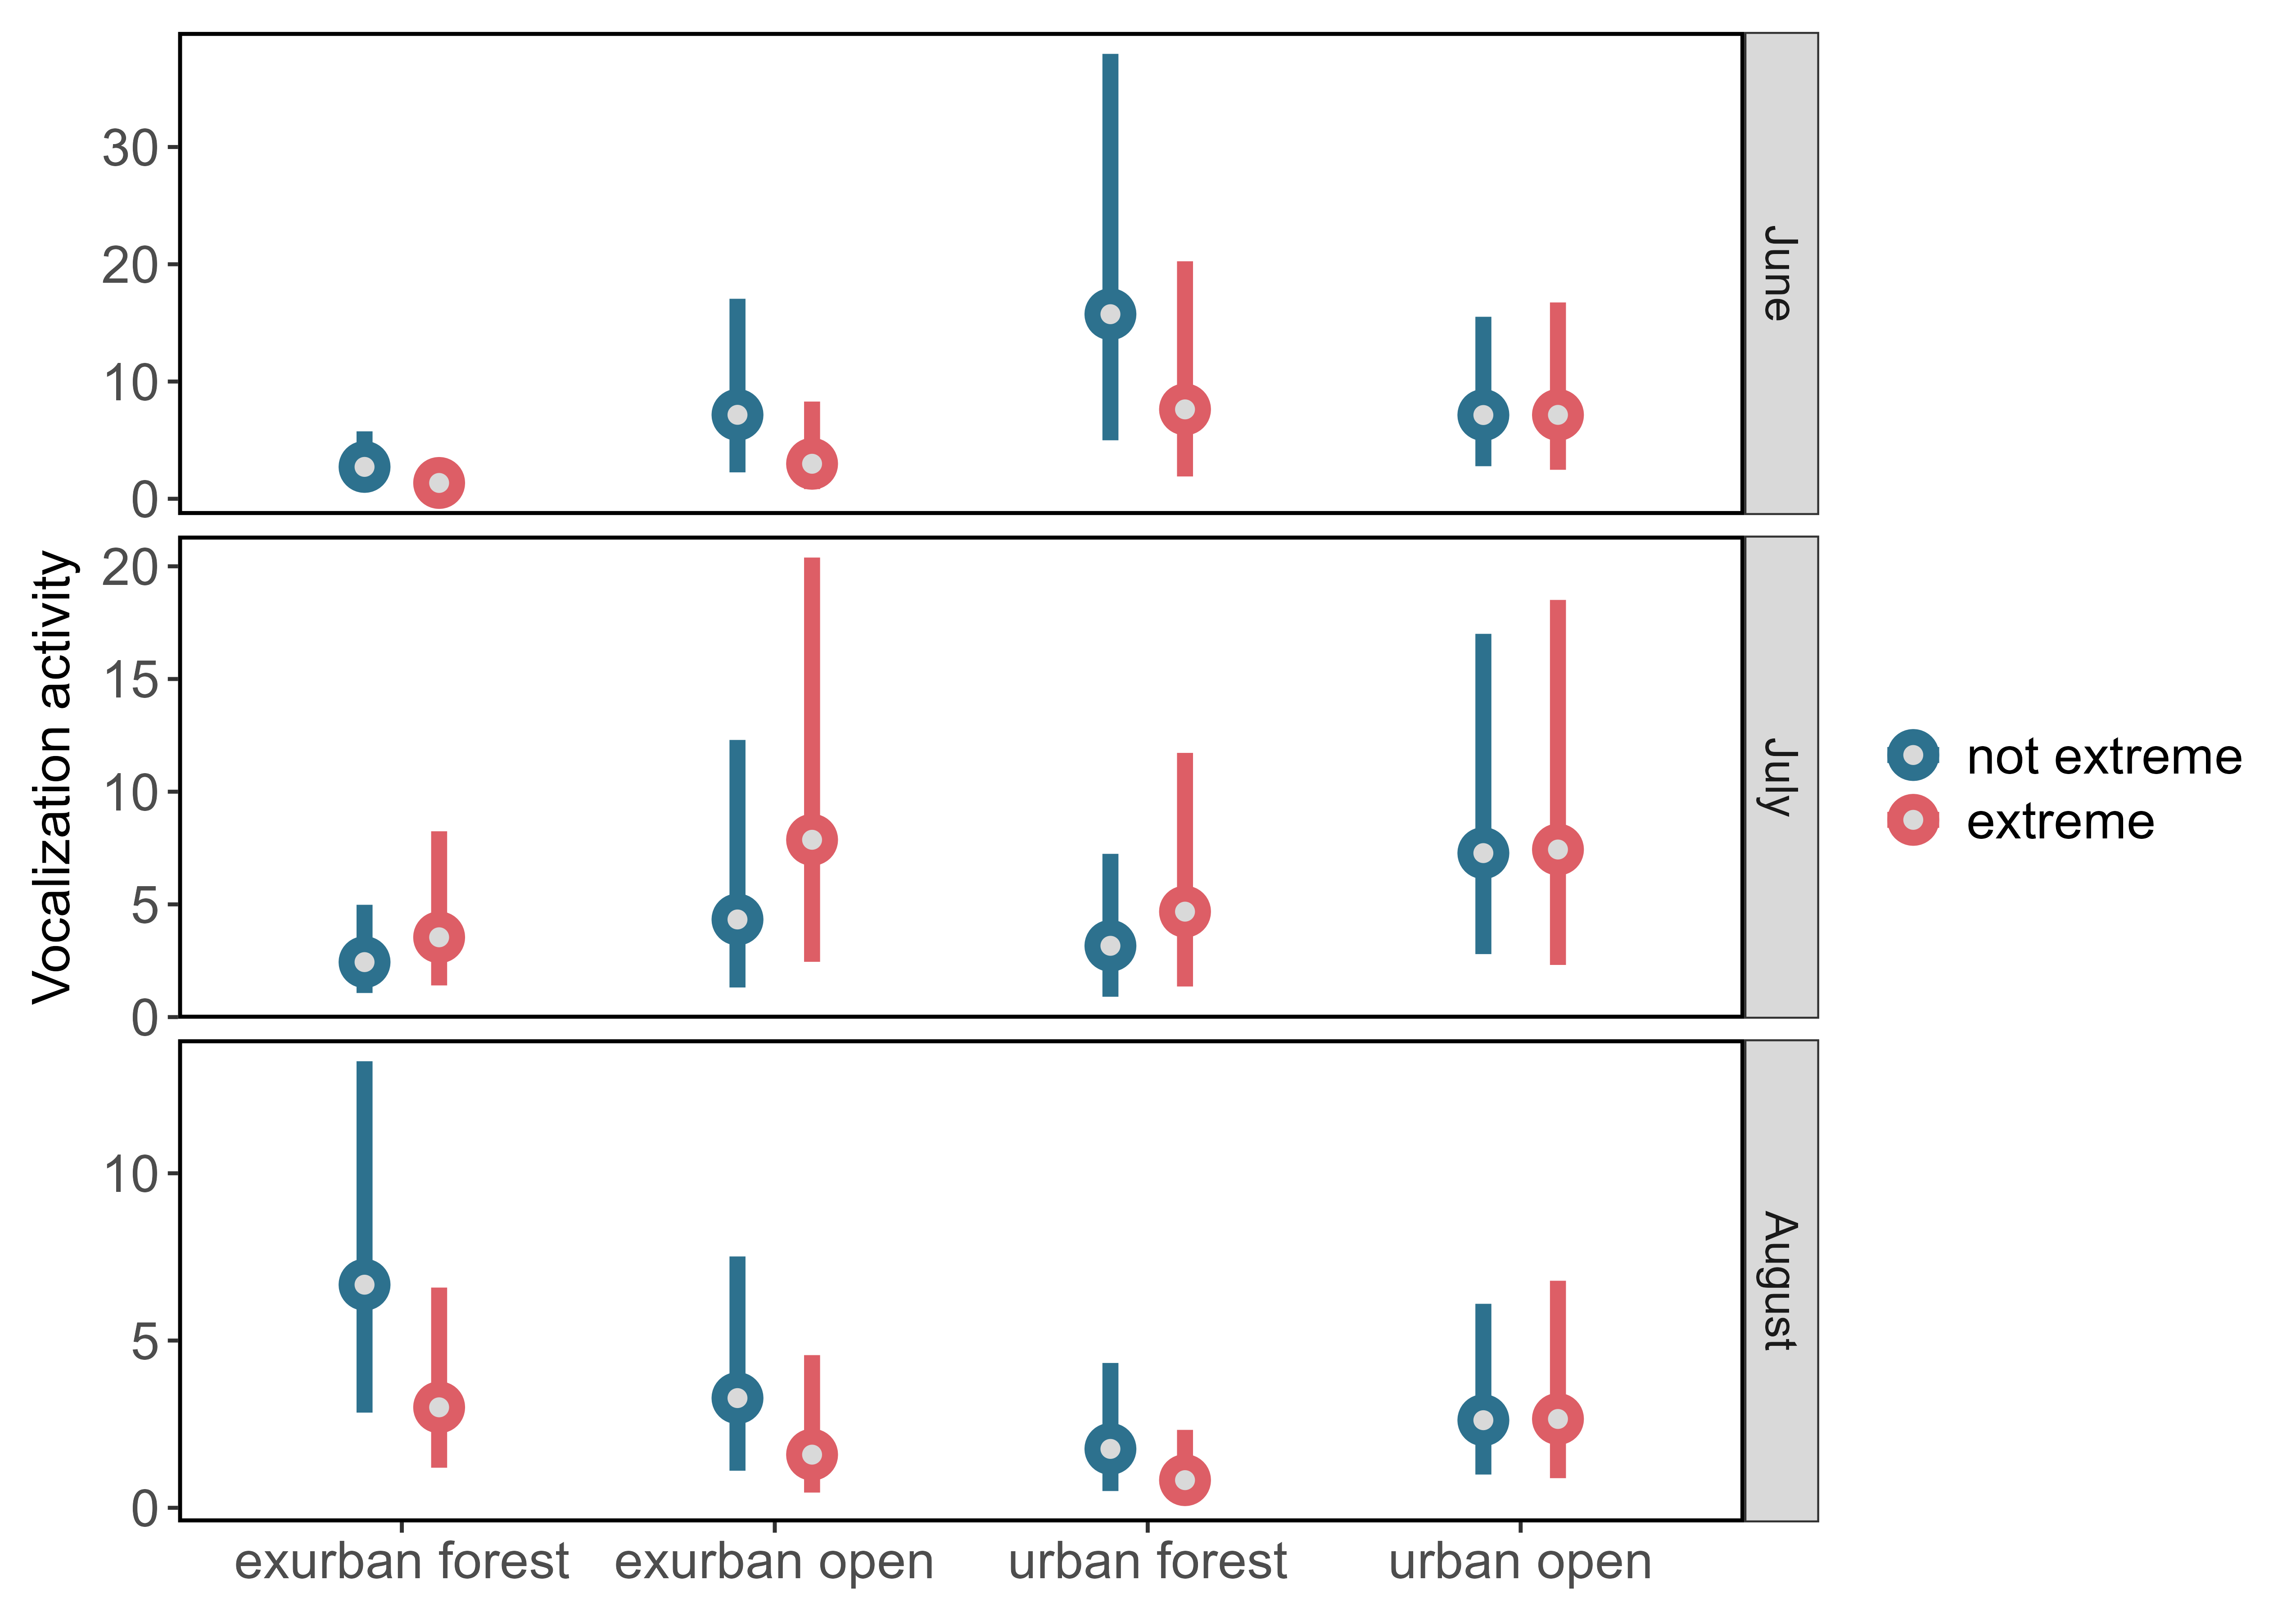 Vocalization activity
30
20
10
0
June
20
15
10
5
0
July
10
5
0
August
exurban forest
exurban open
urban forest
urban open
not extreme
extreme